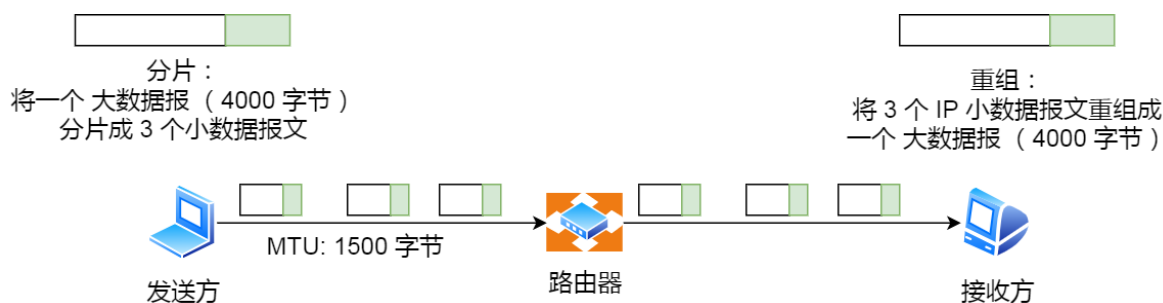 分片：
将一个 大数据报 （ 4000 字节 ）
分片成 3 个小数据报文
重组：
将 3 个 IP 小数据报文重组成
一个 大数据报 （ 4000 字节 ）
MTU: 1500 字节
发送方
路由器
接收方